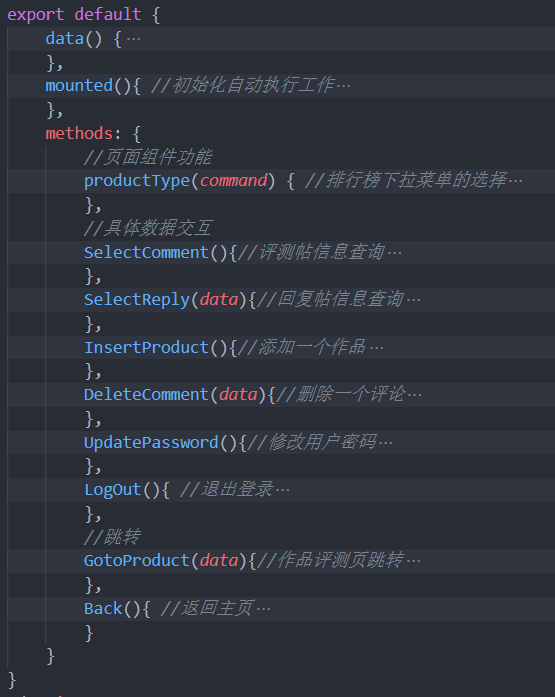 export default {
data() {…
},
mounted(){ //初始化自动执行工作…
},
methods: {
//页面组件功能
productType(command) { //排行榜下拉菜单的选择…
},
//具体数据交互
SelectComment(){//评测帖信息查询…
},
SelectReply(data){//回复帖信息查询…
},
InsertProduct(){//添加一个作品…
},
DeleteComment(data){//删除一个评论…
},
UpdatePassword(){//修改用户密码…
},
LogOut(){ //退出登录…
},
//跳转
GotoProduct(data){//作品评测页跳转…
},
Back(){ //返回主页…
}
}
}